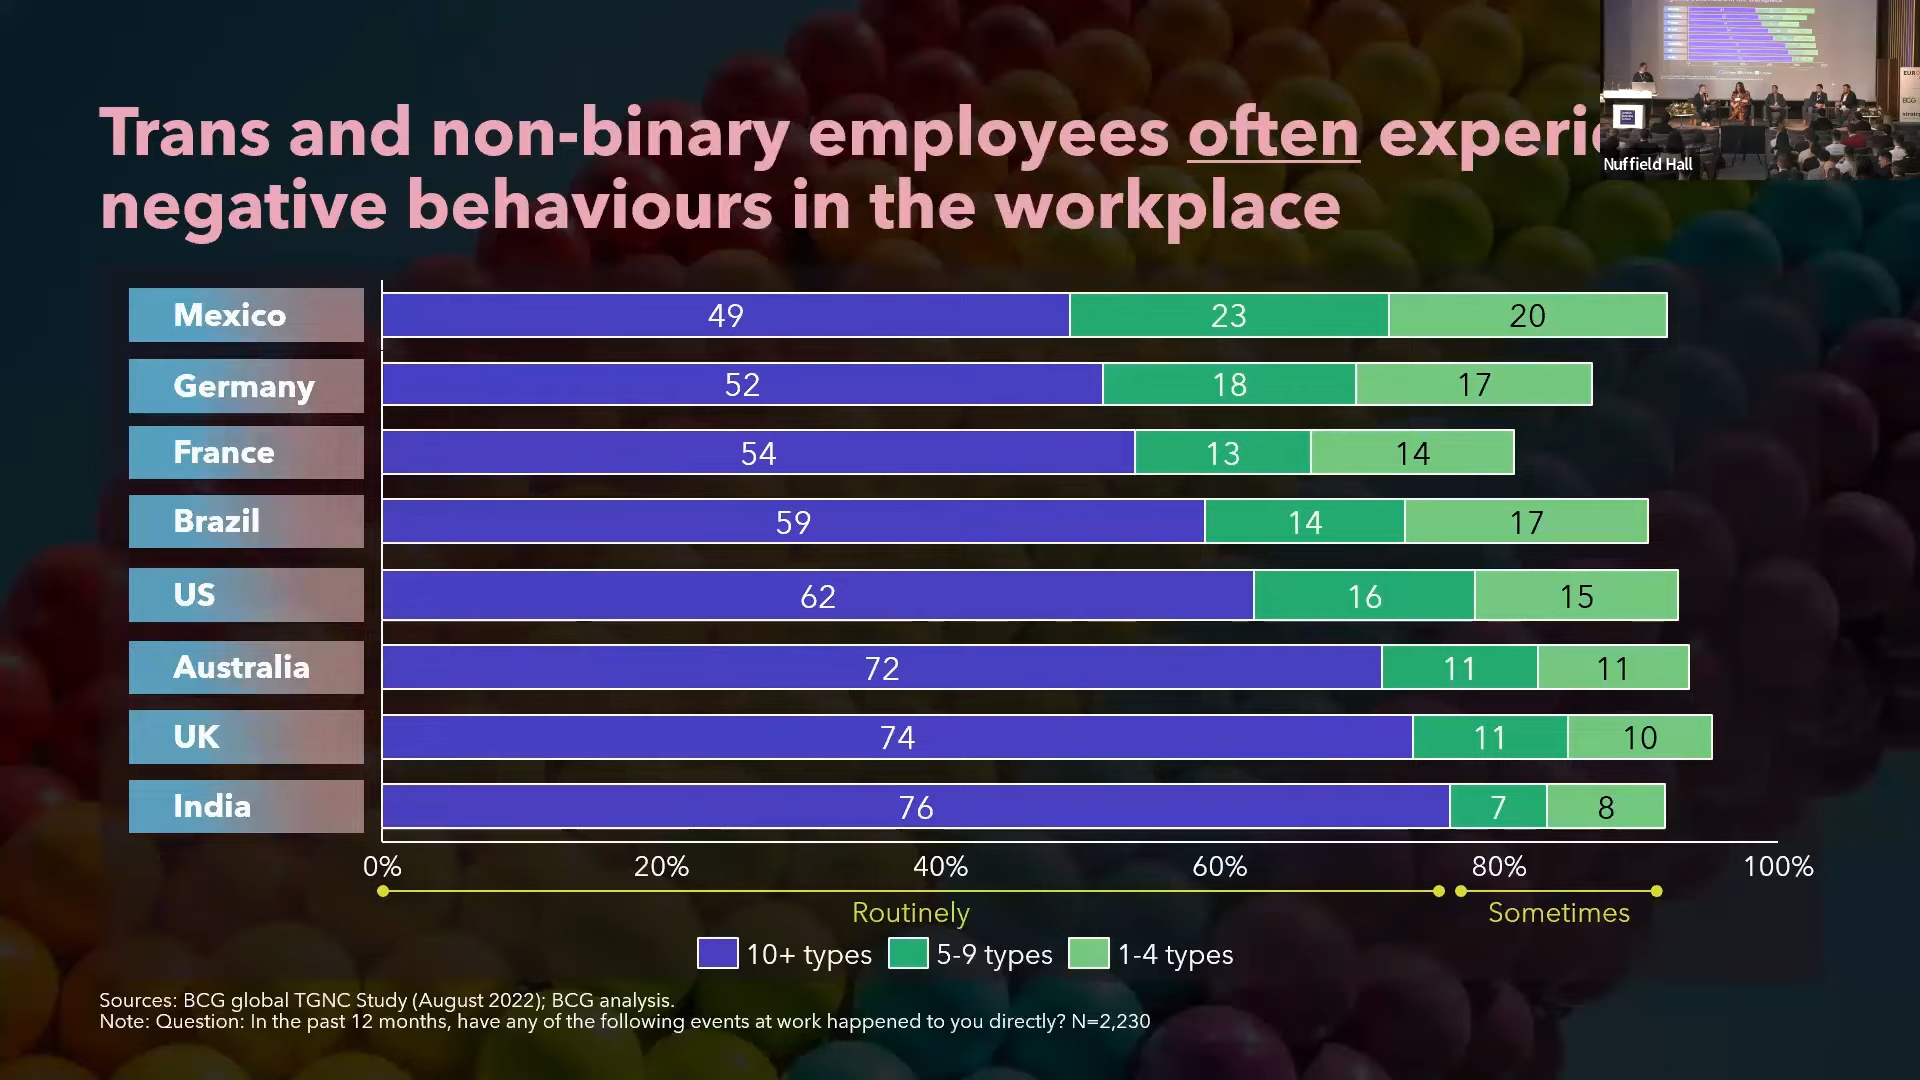 Trans and non-binary employees often experi
negative behaviours in the workplace
Nuffield Hall
Mexico 49 23 20
Germany 52 18 17
France 54 13 14
Brazil 59 14 17
US 62 16 15
Australia 72 11 11
UK 74 11 10
India 76 7 8
0% 20% 40% 60% 80% 100%
Routinely Sometimes
10+ types 5-9 types 1-4 types
Sources: BCG global TGNC Study (August 2022); BCG analysis.
Note: Question: In the past 12 months, have any of the following events at work happened to you directly? N=2,230